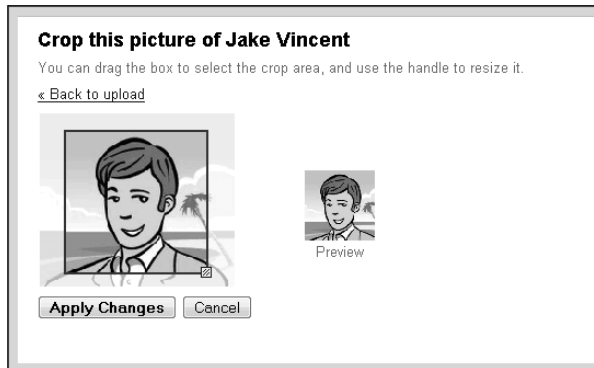 Crop this picture of Jake Vincent
You can drag the box to select the crop area, and use the handle to resize it.
« Back to upload
Preview
Apply Changes Cancel